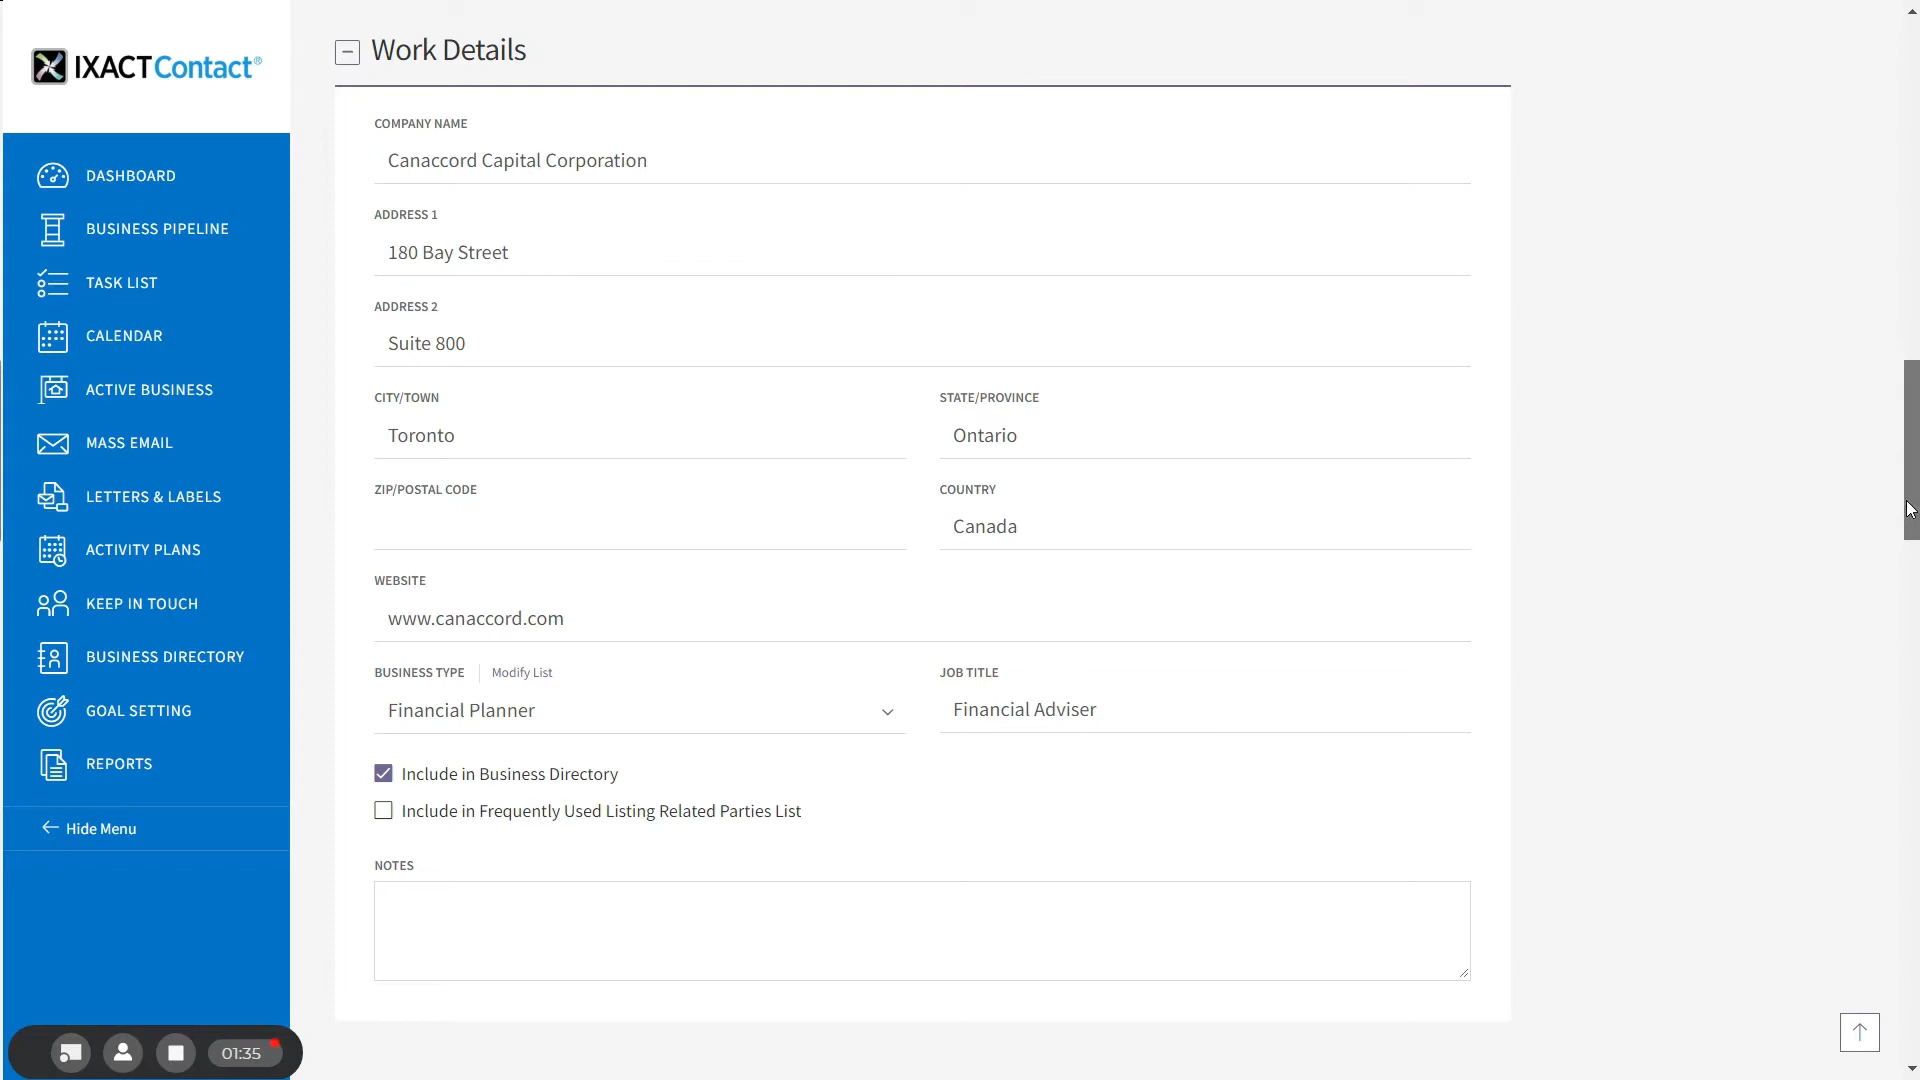 IXACTContact®
DASHBOARD
BUSINESS PIPELINE
TASK LIST
CALENDAR
ACTIVE BUSINESS
MASS EMAIL
LETTERS & LABELS
ACTIVITY PLANS
KEEP IN TOUCH
BUSINESS DIRECTORY
GOAL SETTING
REPORTS
Hide Menu
01:35
Work Details
COMPANY NAME
Canaccord Capital Corporation
ADDRESS 1
180 Bay Street
ADDRESS 2
Suite 800
CITY/TOWN
Toronto
STATE/PROVINCE
Ontario
ZIP/POSTAL CODE
COUNTRY
Canada
WEBSITE
www.canaccord.com
BUSINESS TYPE Modify List
Financial Planner
JOB TITLE
Financial Adviser
Include in Business Directory
Include in Frequently Used Listing Related Parties List
NOTES